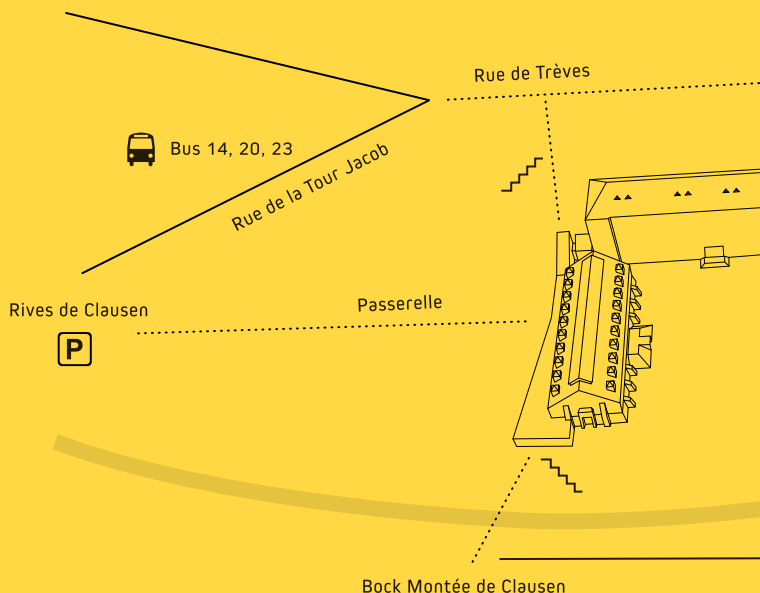 Rue de Trèves
Bus 14, 20, 23
Rue de la Tour Jacob
Rives de Clausen
Passerelle
P
Bock Montée de Clausen